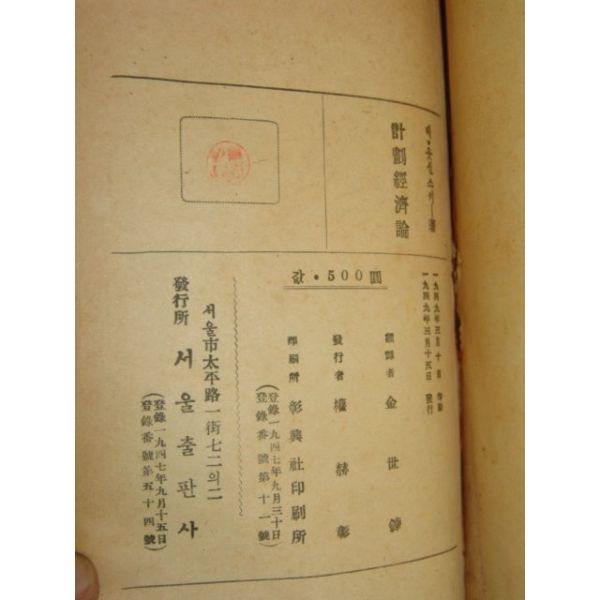 著
計劃經濟論
一九四九年三月十日 印刷
一九四九年三月十五日 發行
값・500圓
飜譯者 金世鎔
發行者 權赫彰
印刷所 彰興社印刷所
(登錄一九四七年九月三十日
登錄番號第十一號)
서울市太平路一街七二의二
發行所 서울출판사
(登錄一九四七年九月十五日
登錄番號第五十四號)